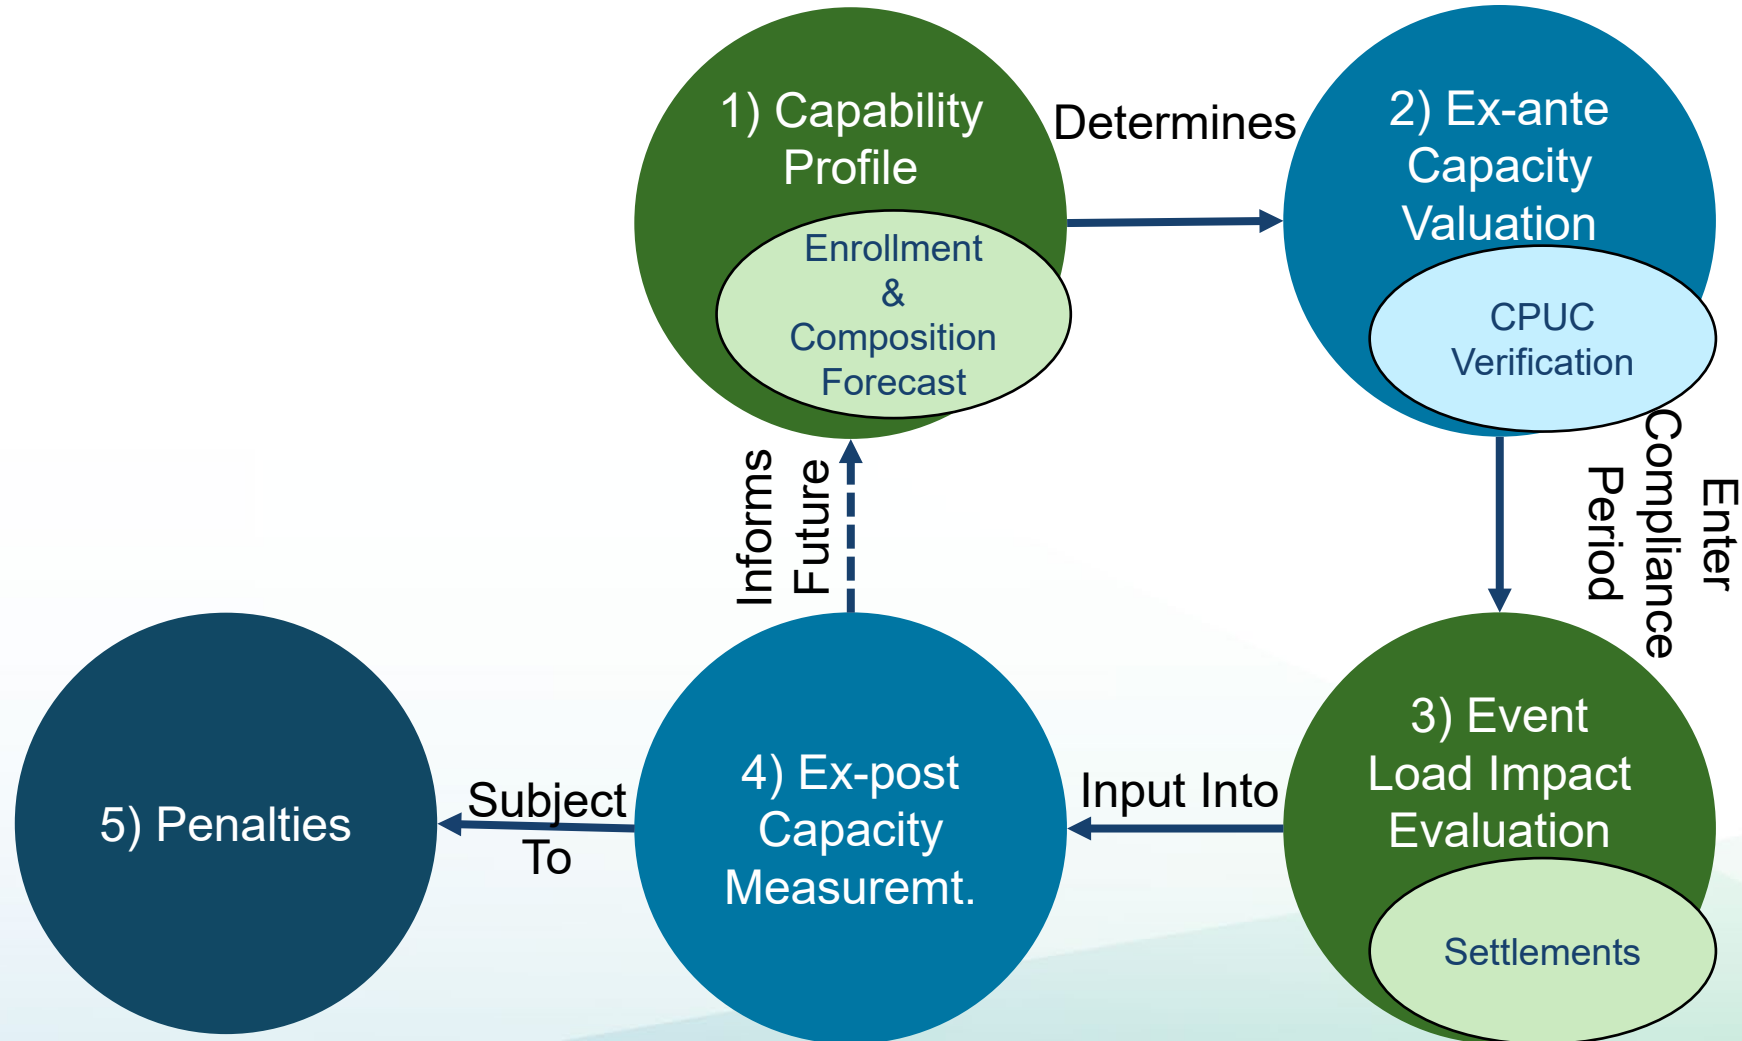 1) Capability
Profile
Enrollment
&
Composition
Forecast
Determines
2) Ex-ante
Capacity
Valuation
CPUC
Verification
Enter
Compliance
Period
3) Event
Load Impact
Evaluation
Settlements
Input Into
4) Ex-post
Capacity
Measuremt.
Informs
Future
Subject
To
5) Penalties